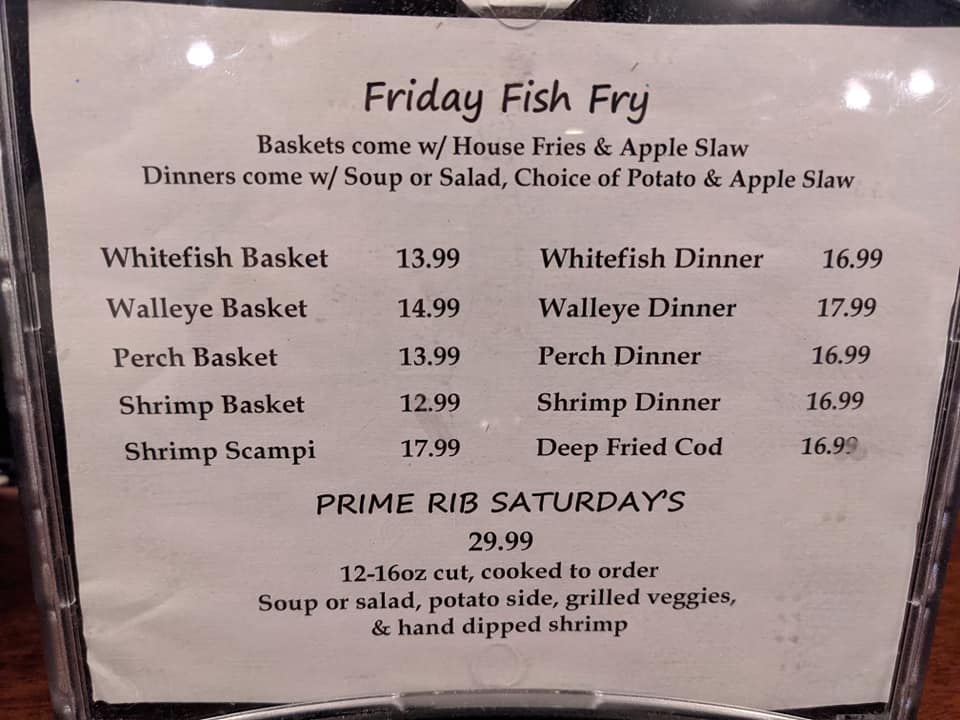 Friday Fish Fry
Baskets come w/ House Fries & Apple Slaw
Dinners come w/ Soup or Salad, Choice of Potato & Apple Slaw
Whitefish Basket 13.99 Whitefish Dinner 16.99
Walleye Basket 14.99 Walleye Dinner 17.99
Perch Basket 13.99 Perch Dinner 16.99
Shrimp Basket 12.99 Shrimp Dinner 16.99
Shrimp Scampi 17.99 Deep Fried Cod 16.99
PRIME RIB SATURDAY'S
29.99
12-16oz cut, cooked to order
Soup or salad, potato side, grilled veggies,
& hand dipped shrimp